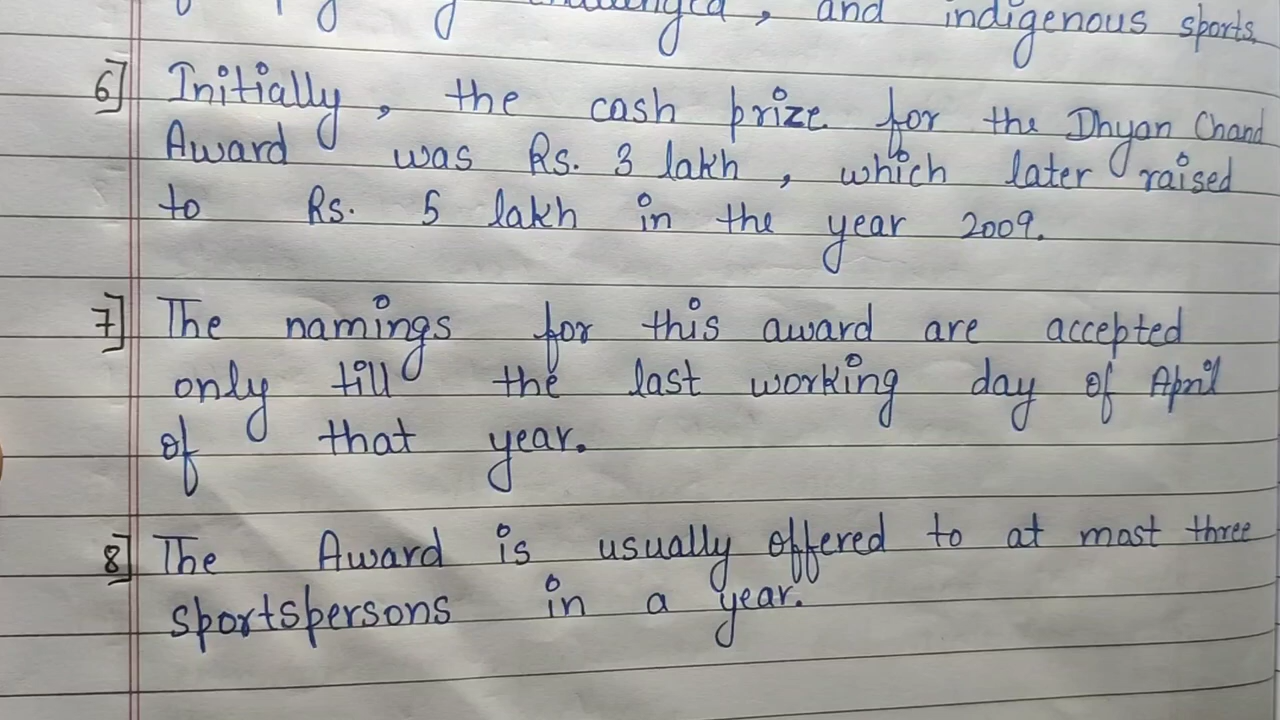 , and indigenous sports.
6] Initially, the cash prize for the Dhyan Chand
Award was Rs. 3 lakh, which later raised
to Rs. 5 lakh in the year 2009.
7] The namings for this award are accepted
only till the last working day of April
of that year.
8] The Award is usually offered to at most three
sportspersons in a year.